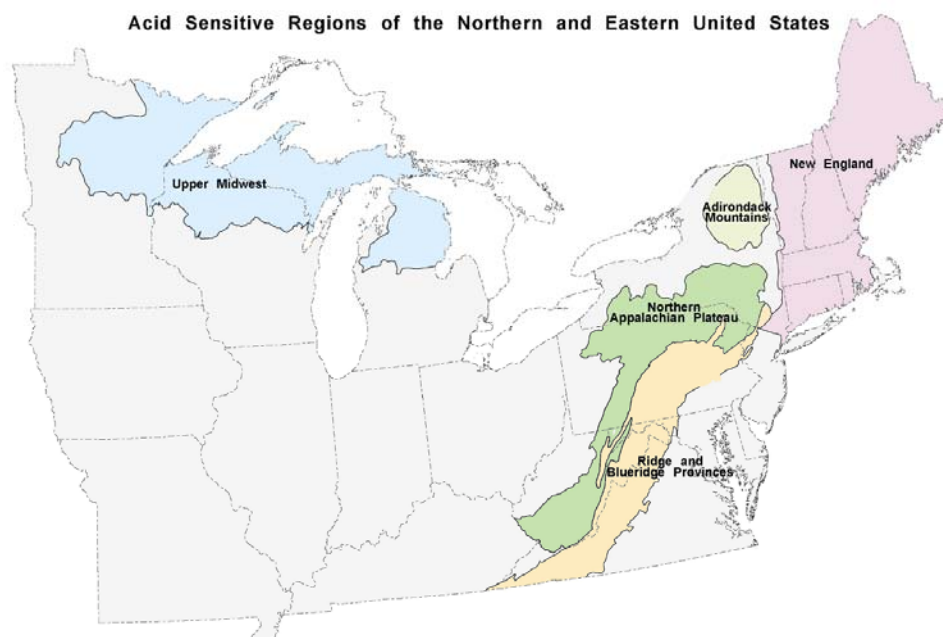 Acid Sensitive Regions of the Northern and Eastern United States
Upper Midwest
New England
Adirondack
Mountains
Northern
Appalachian Plateau
Ridge and
Blueridge Provinces